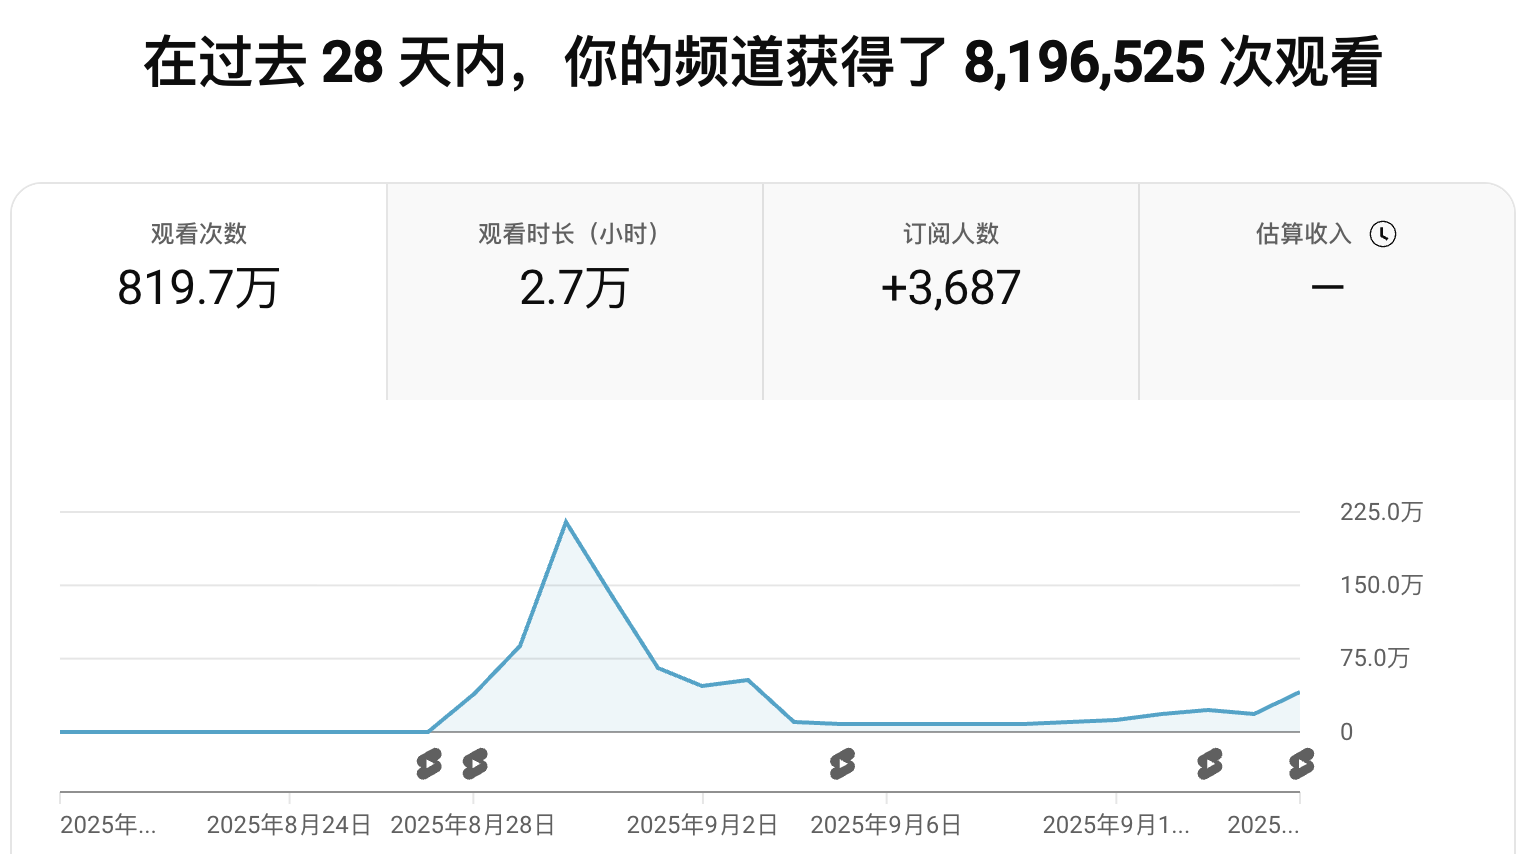 在过去 28 天内，你的频道获得了 8,196,525 次观看
观看次数
819.7万
观看时长（小时）
2.7万
订阅人数
+3,687
估算收入
—
225.0万
150.0万
75.0万
0
2025年... 2025年8月24日 2025年8月28日 2025年9月2日 2025年9月6日 2025年9月1... 2025...